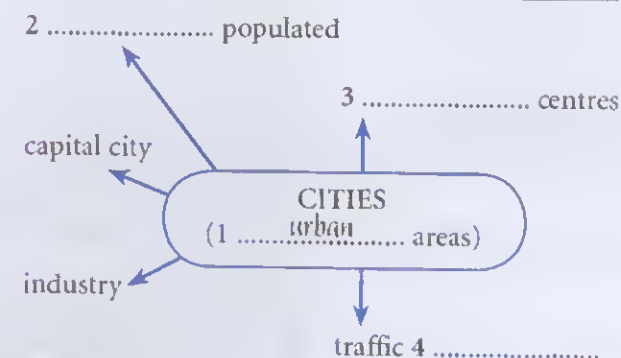 2 ........................ populated
3 ........................ centres
capital city
CITIES
(1 ........urban........ areas)
industry
traffic 4 ........................